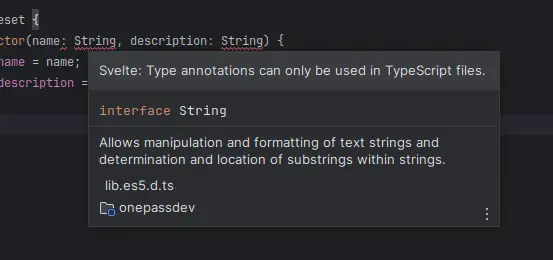 eset {
ctor(name: String, description: String) {
name = name;
description =
Svelte: Type annotations can only be used in TypeScript files.
interface String
Allows manipulation and formatting of text strings and
determination and location of substrings within strings.
lib.es5.d.ts
onepassdev